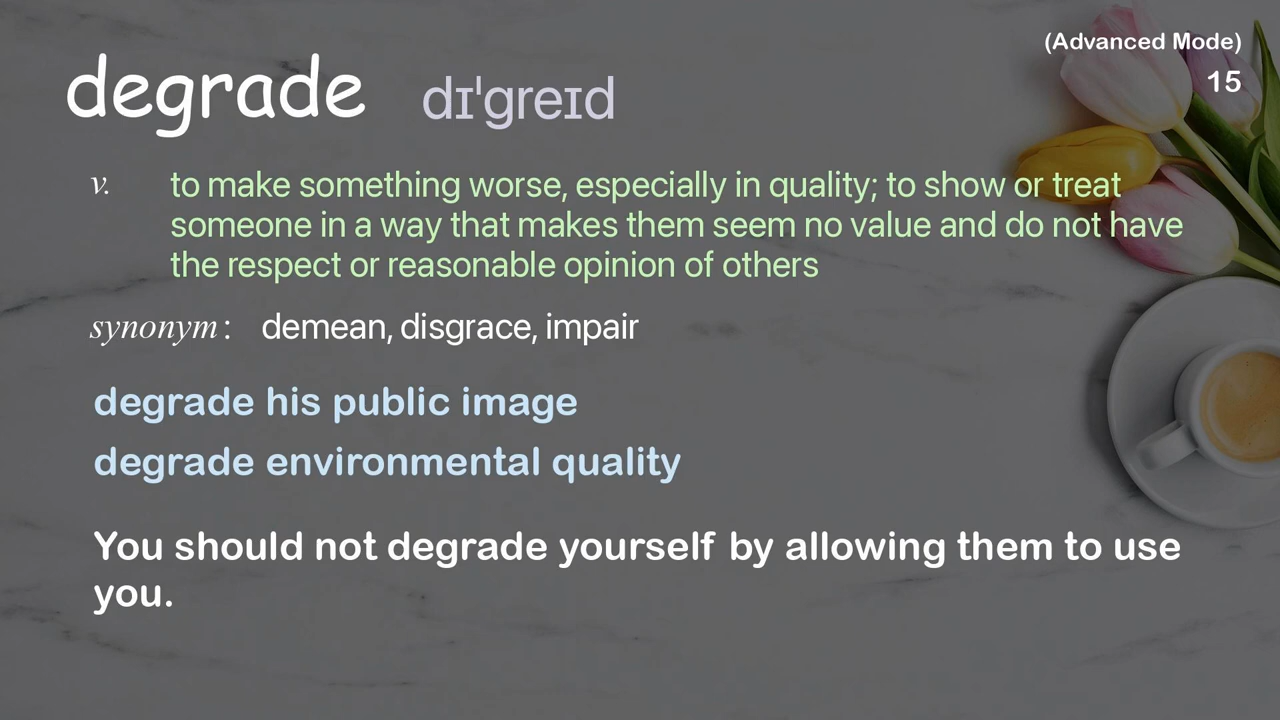 (Advanced Mode)
degrade dɪˈgreɪd
15
v. to make something worse, especially in quality; to show or treat
someone in a way that makes them seem no value and do not have
the respect or reasonable opinion of others
synonym: demean, disgrace, impair
degrade his public image
degrade environmental quality
You should not degrade yourself by allowing them to use
you.